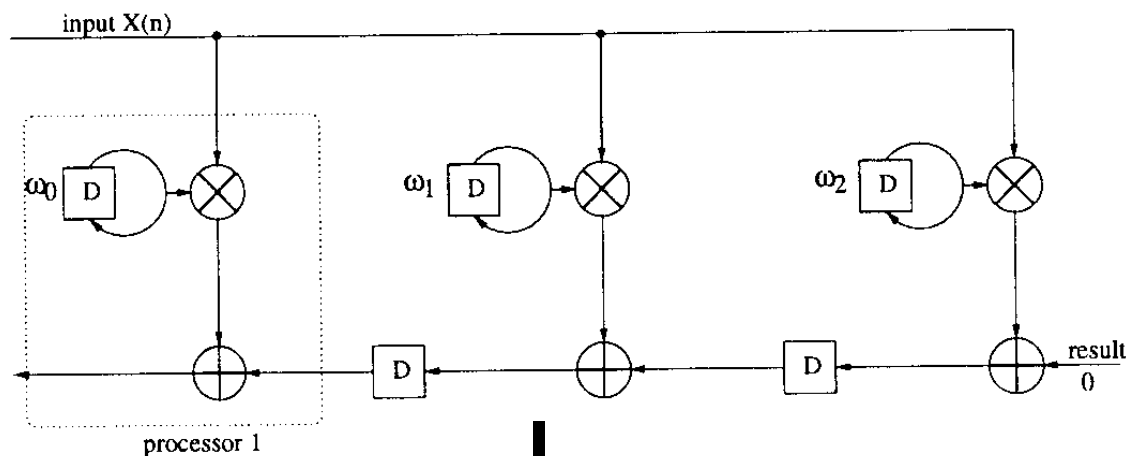 input X(n)
ω0 D
ω1 D
ω2 D
D
D
result
0
processor 1